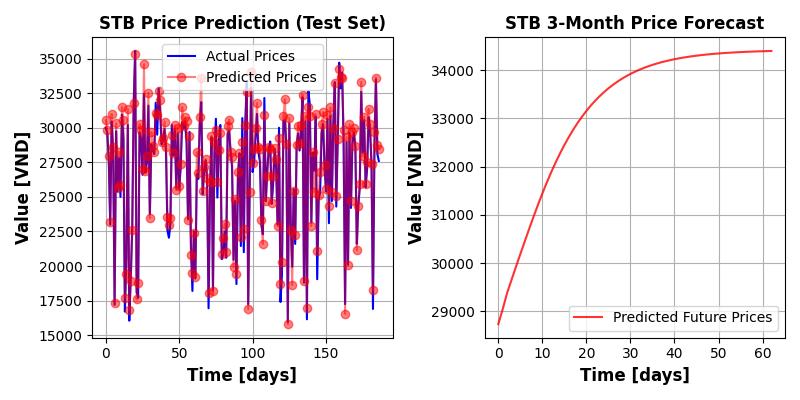 STB Price Prediction (Test Set)
Value [VND]
35000
32500
30000
27500
25000
22500
20000
17500
15000
Actual Prices
Predicted Prices
0
50
100
150
Time [days]
STB 3-Month Price Forecast
Value [VND]
34000
33000
32000
31000
30000
29000
Predicted Future Prices
0
10
20
30
40
50
60
Time [days]